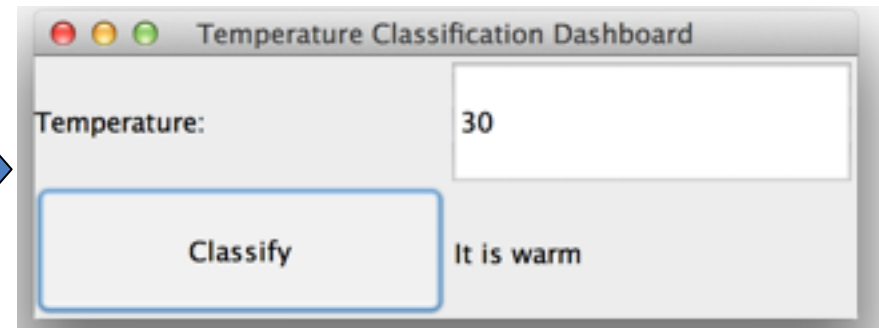 Temperature Classification Dashboard
Temperature: 30
Classify It is warm